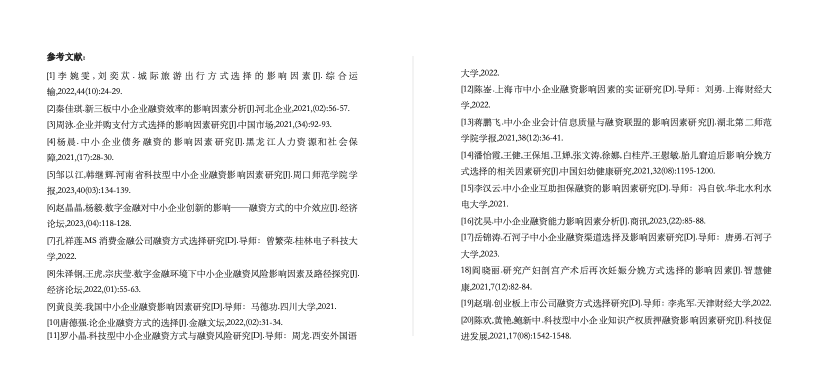 参考文献:
[1] 李婉雯,刘奕苁.城际旅游出行方式选择的影响因素[J].综合运
输,2022,44(10):24-29.
[2]秦佳琪.新三板中小企业融资效率的影响因素分析[J].河北企业,2021,(02):56-57.
[3]周泳.企业并购支付方式选择的影响因素研究[J].中国市场,2021,(34):92-93.
[4]杨晨.中小企业债务融资的影响因素研究[J].黑龙江人力资源和社会保
障,2021,(17):28-30.
[5]邹以江,韩继辉.河南省科技型中小企业融资影响因素研究[J].周口师范学院学
报,2023,40(03):134-139.
[6]赵晶晶,杨毅.数字金融对中小企业创新的影响——融资方式的中介效应[J].经济
论坛,2023,(04):118-128.
[7]孔祥莲.MS 消费金融公司融资方式选择研究[D].导师：曾繁荣.桂林电子科技大
学,2022.
[8]朱泽钢,王虎,宗庆莹.数字金融环境下中小企业融资风险影响因素及路径探究[J].
经济论坛,2022,(01):55-63.
[9]黄良美.我国中小企业融资影响因素研究[D].导师：马德功.四川大学,2021.
[10]唐德强.论企业融资方式的选择[J].金融文坛,2022,(02):31-34.
[11]罗小晶.科技型中小企业融资方式与融资风险研究[D].导师：周龙.西安外国语
大学,2022.
[12]陈崟.上海市中小企业融资影响因素的实证研究[D].导师：刘勇.上海财经大
学,2022.
[13]蒋鹏飞.中小企业会计信息质量与融资联盟的影响因素研究[J].湖北第二师范
学院学报,2021,38(12):36-41.
[14]潘怡霞,王健,王保旭,卫婵,张文涛,徐娜,白桂芹,王慰敏.胎儿窘迫后影响分娩方
式选择的相关因素研究[J].中国妇幼健康研究,2021,32(08):1195-1200.
[15]李汉云.中小企业互助担保融资的影响因素研究[D].导师：冯自钦.华北水利水
电大学,2021.
[16]沈昊.中小企业融资能力影响因素分析[J].商讯,2023,(22):85-88.
[17]岳锦涛.石河子中小企业融资渠道选择及影响因素研究[D].导师：唐勇.石河子
大学,2023.
18]阎晓丽.研究产妇剖宫产术后再次妊娠分娩方式选择的影响因素[J].智慧健
康,2021,7(12):82-84.
[19]赵瑞.创业板上市公司融资方式选择研究[D].导师：李兆军.天津财经大学,2022.
[20]陈欢,黄艳,鲍新中.科技型中小企业知识产权质押融资影响因素研究[J].科技促
进发展,2021,17(08):1542-1548.